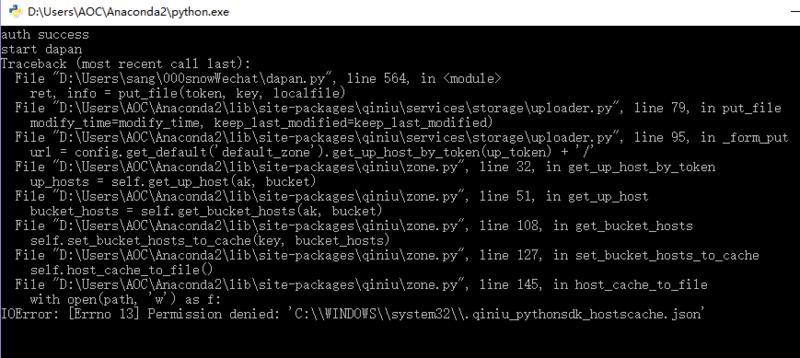 D:\Users\AOC\Anaconda2\python.exe
auth success
start dapan
Traceback (most recent call last):
  File "D:\Users\sang\000snowWechat\dapan.py", line 564, in <module>
    ret, info = put_file(token, key, localfile)
  File "D:\Users\AOC\Anaconda2\lib\site-packages\qiniu\services\storage\uploader.py", line 79, in put_file
    modify_time=modify_time, keep_last_modified=keep_last_modified)
  File "D:\Users\AOC\Anaconda2\lib\site-packages\qiniu\services\storage\uploader.py", line 95, in _form_put
    url = config.get_default('default_zone').get_up_host_by_token(up_token) + '/'
  File "D:\Users\AOC\Anaconda2\lib\site-packages\qiniu\zone.py", line 32, in get_up_host_by_token
    up_hosts = self.get_up_host(ak, bucket)
  File "D:\Users\AOC\Anaconda2\lib\site-packages\qiniu\zone.py", line 51, in get_up_host
    bucket_hosts = self.get_bucket_hosts(ak, bucket)
  File "D:\Users\AOC\Anaconda2\lib\site-packages\qiniu\zone.py", line 108, in get_bucket_hosts
    self.set_bucket_hosts_to_cache(key, bucket_hosts)
  File "D:\Users\AOC\Anaconda2\lib\site-packages\qiniu\zone.py", line 127, in set_bucket_hosts_to_cache
    self.host_cache_to_file()
  File "D:\Users\AOC\Anaconda2\lib\site-packages\qiniu\zone.py", line 145, in host_cache_to_file
    with open(path, 'w') as f:
IOError: [Errno 13] Permission denied: 'C:\\WINDOWS\\system32\\.qiniu_pythonsdk_hostscache.json'